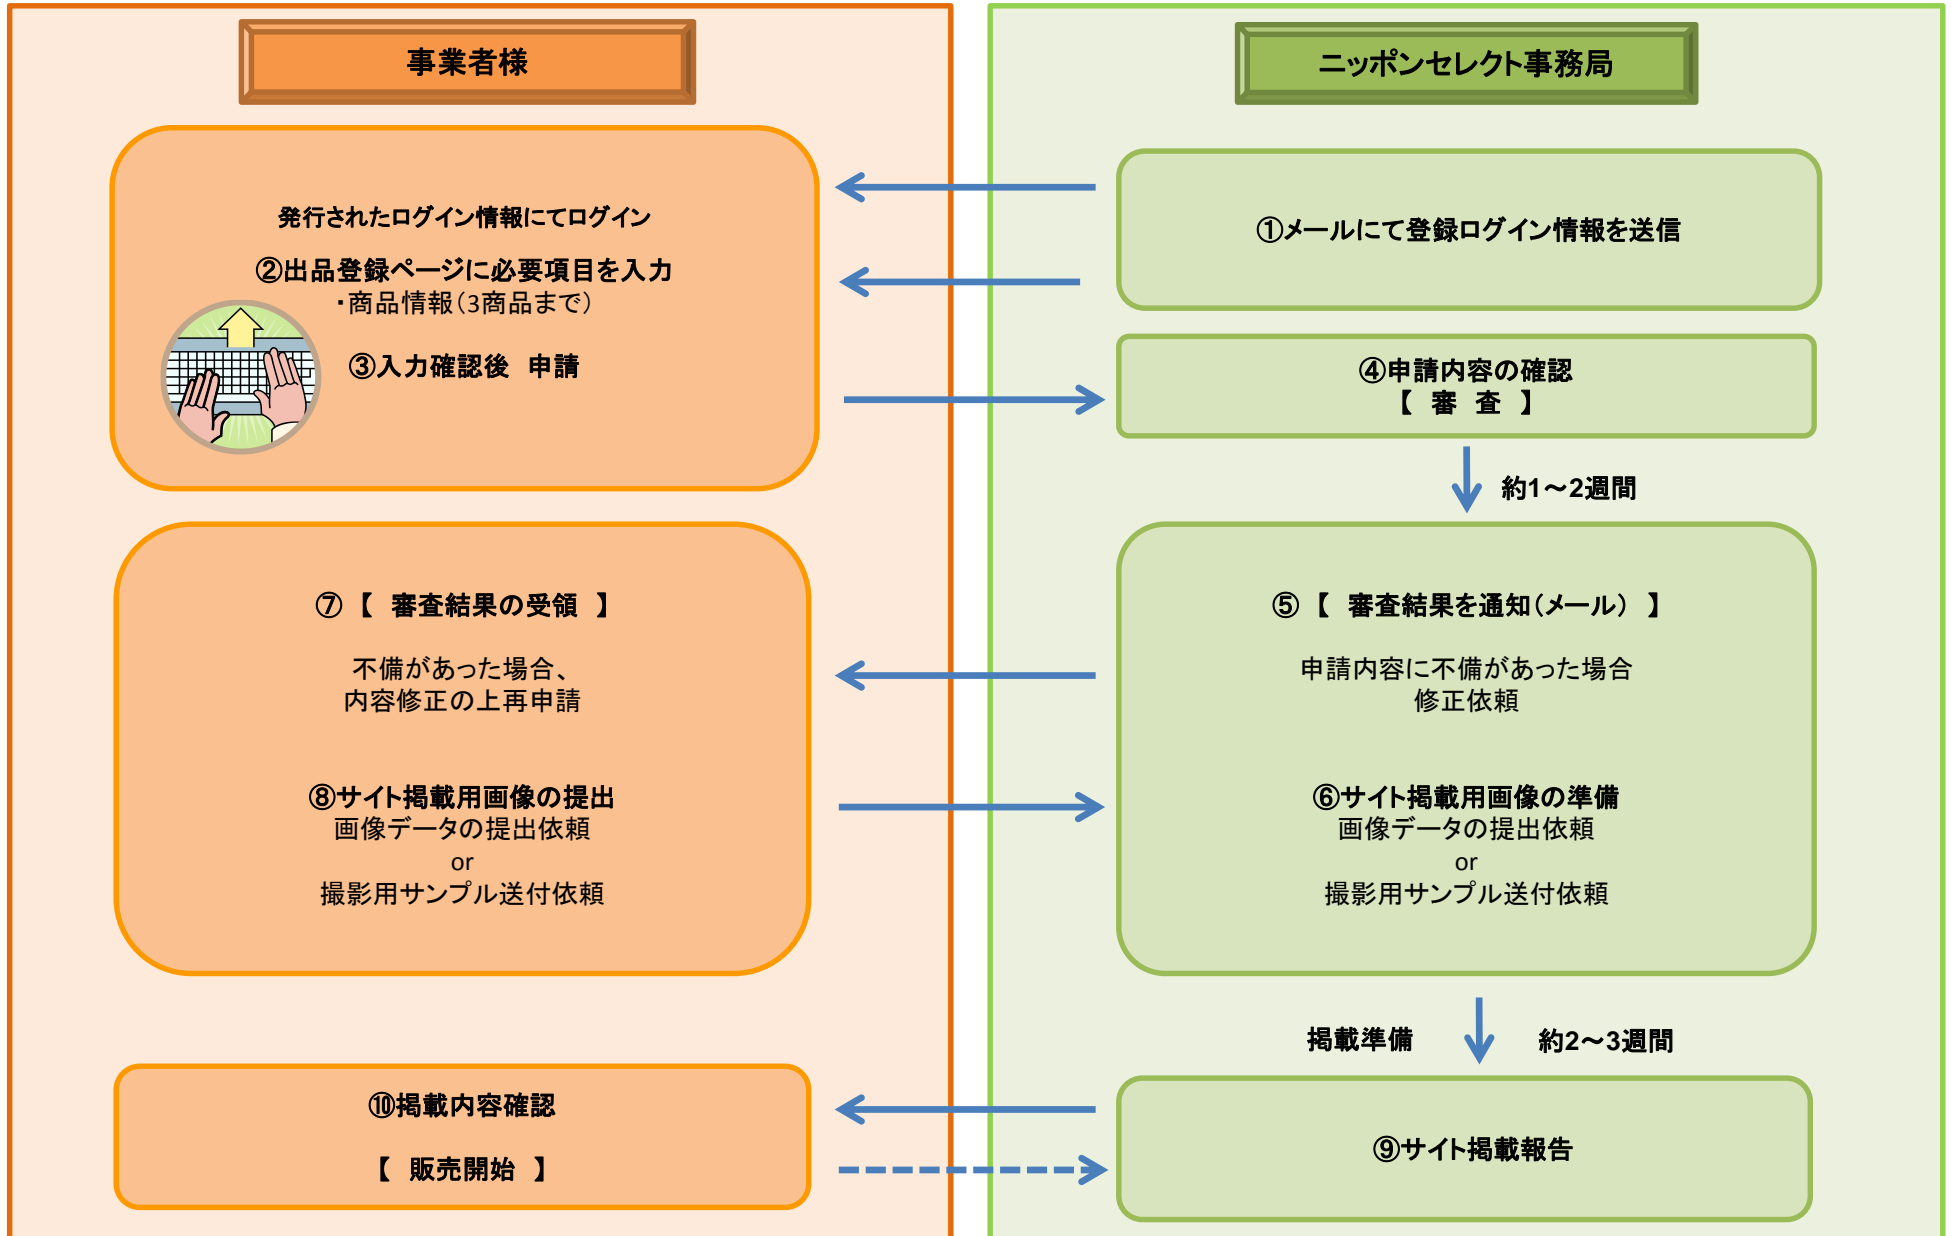 事業者様
ニッポンセレクト事務局
発行されたログイン情報にてログイン
②出品登録ページに必要項目を入力
・商品情報(3商品まで)
③入力確認後 申請
①メールにて登録ログイン情報を送信
④申請内容の確認
【 審 査 】
約1～2週間
⑦【 審査結果の受領 】
不備があった場合、
内容修正の上再申請
⑧サイト掲載用画像の提出
画像データの提出依頼
or
撮影用サンプル送付依頼
⑤【 審査結果を通知(メール) 】
申請内容に不備があった場合
修正依頼
⑥サイト掲載用画像の準備
画像データの提出依頼
or
撮影用サンプル送付依頼
掲載準備
約2～3週間
⑩掲載内容確認
【 販売開始 】
⑨サイト掲載報告